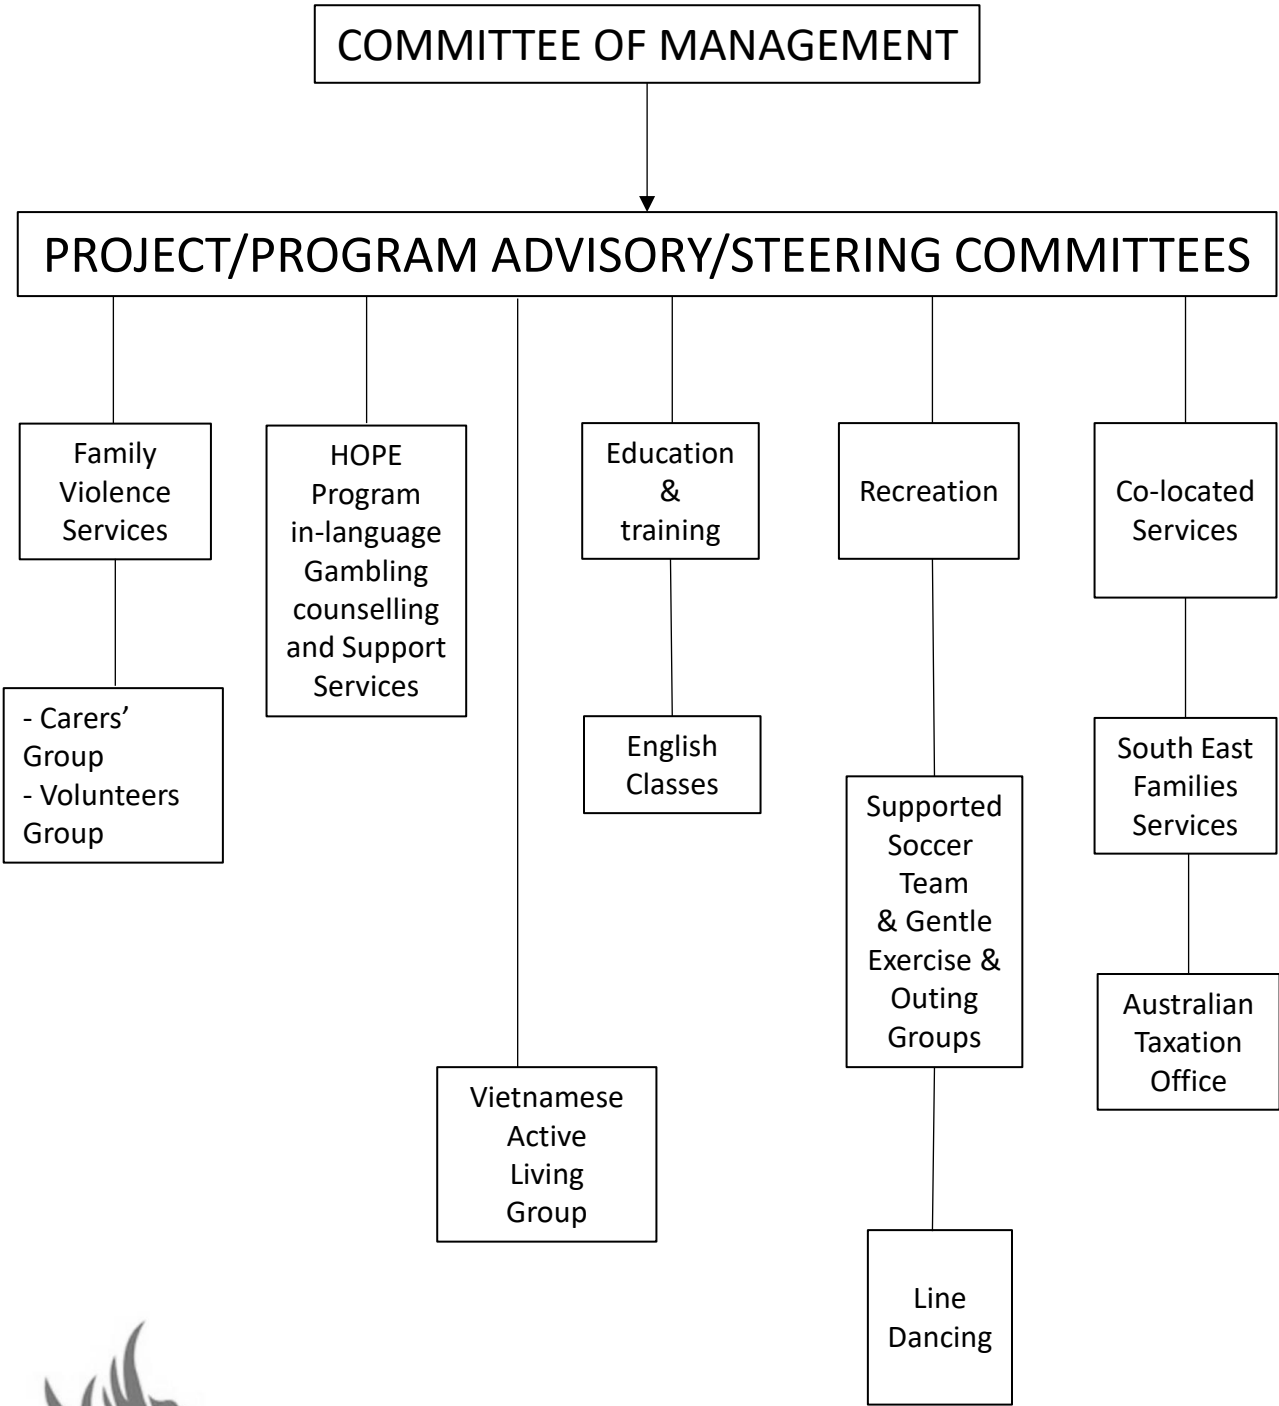 COMMITTEE OF MANAGEMENT
PROJECT/PROGRAM ADVISORY/STEERING COMMITTEES
Family
Violence
Services
HOPE
Program
in-language
Gambling
counselling
and Support
Services
Education
&
training
Recreation
Co-located
Services
- Carers’
Group
- Volunteers
Group
English
Classes
Supported
Soccer
Team
& Gentle
Exercise &
Outing
Groups
South East
Families
Services
Australian
Taxation
Office
Vietnamese
Active
Living
Group
Line
Dancing